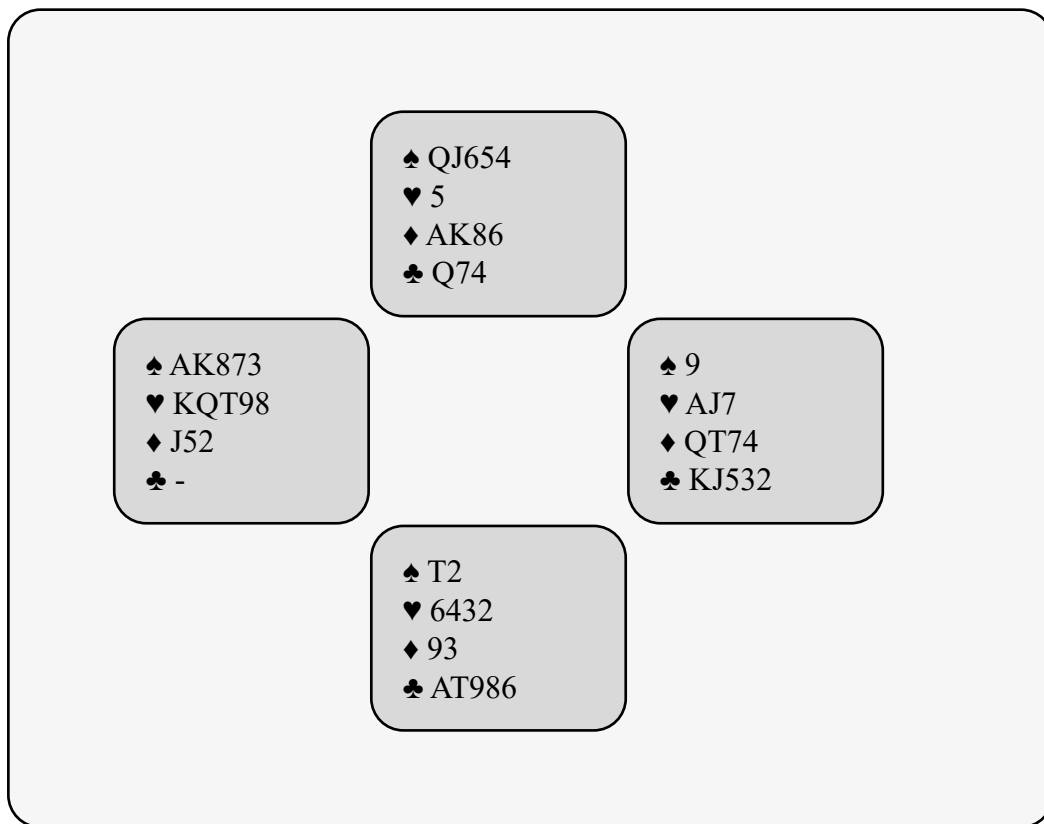 ♠ QJ654
♥ 5
♦ AK86
♣ Q74
♠ AK873
♥ KQT98
♦ J52
♣ -
♠ 9
♥ AJ7
♦ QT74
♣ KJ532
♠ T2
♥ 6432
♦ 93
♣ AT986